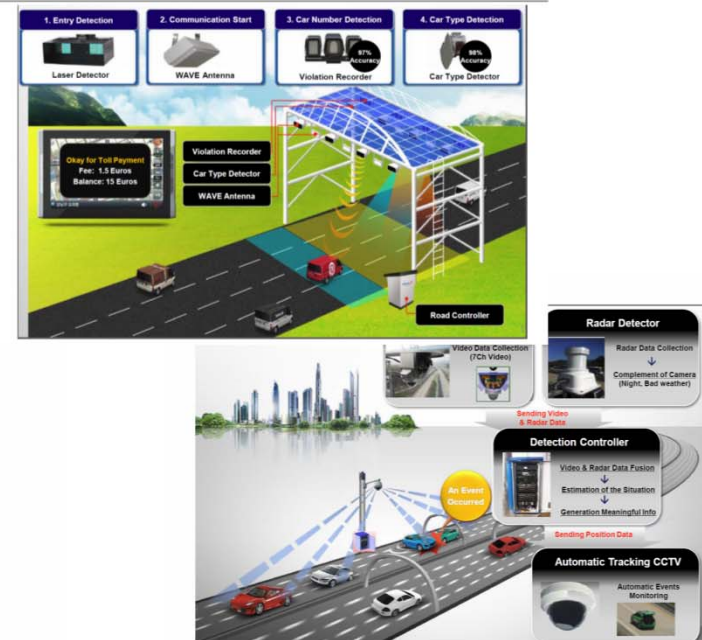 1. Entry Detection
Laser Detector
2. Communication Start
WAVE Antenna
3. Car Number Detection
97%
Accuracy
Violation Recorder
4. Car Type Detection
98%
Accuracy
Car Type Detector
Okay for Toll Payment
Fee: 1.5 Euros
Balance: 15 Euros
Violation Recorder
Car Type Detector
WAVE Antenna
Road Controller
Video Data Collection
(7Ch Video)
Radar Detector
Radar Data Collection
Complement of Camera
(Night, Bad weather)
Sending Video
& Radar Data
Detection Controller
Video & Radar Data Fusion
Estimation of the Situation
Generation Meaningful Info
An Event
Occurred
Sending Position Data
Automatic Tracking CCTV
Automatic Events
Monitoring